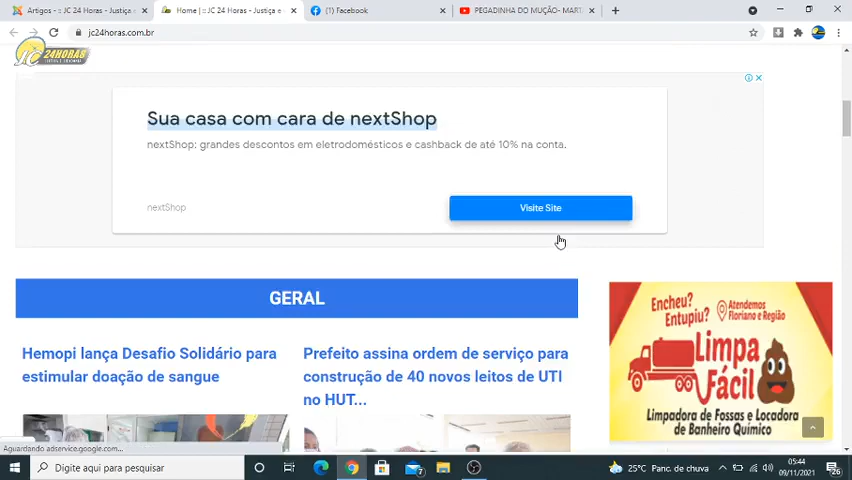 Artigos - :: JC 24 Horas - Justiça e
Home | :: JC 24 Horas - Justiça e
(1) Facebook
PEGADINHA DO MUÇÃO- MART
jc24horas.com.br
JC 24HORAS
Sua casa com cara de nextShop
nextShop: grandes descontos em eletrodomésticos e cashback de até 10% na conta.
nextShop
Visite Site
GERAL
Hemopi lança Desafio Solidário para
estimular doação de sangue
Prefeito assina ordem de serviço para
construção de 40 novos leitos de UTI
no HUT...
Encheu?
Entupiu?
Atendemos
Floriano e Região
Limpa
Fácil
Limpadora de Fossas e Locadora
de Banheiro Químico
Aguardando adservice.google.com...
Digite aqui para pesquisar
7
25°C Panc. de chuva
05:44
09/11/2021
26